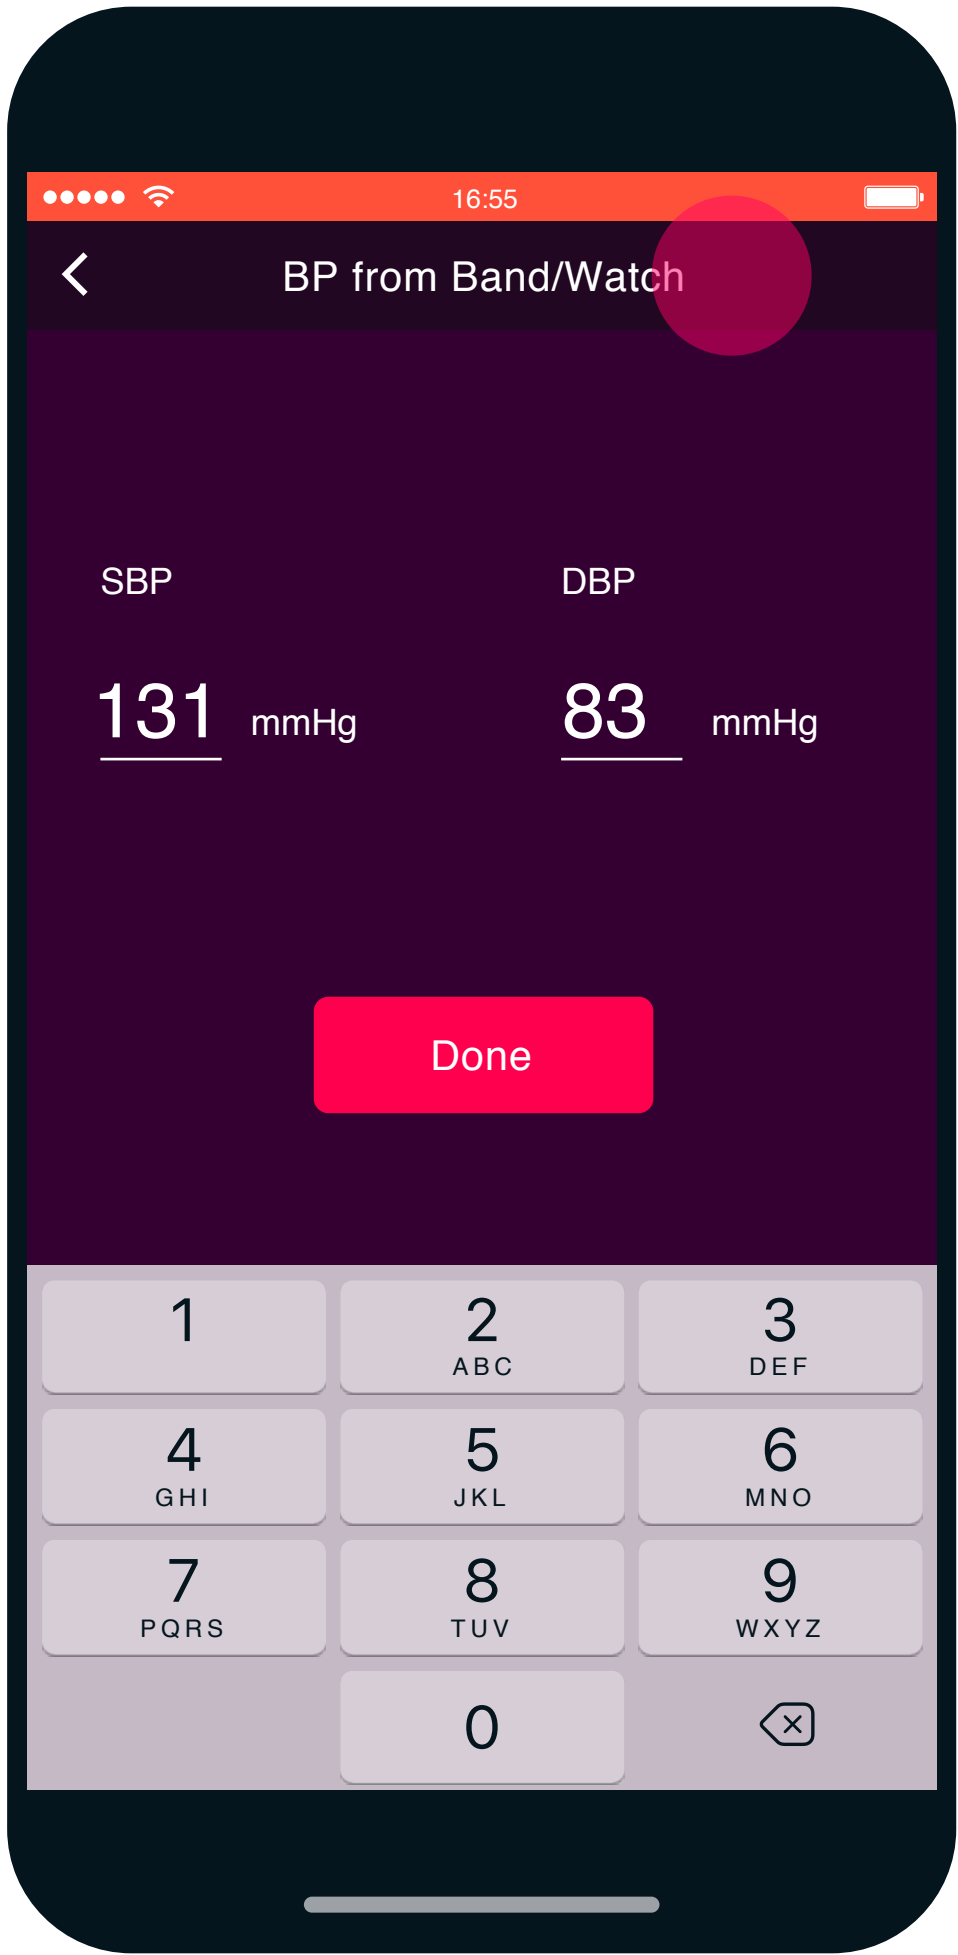 16:55
BP from Band/Watch
SBP DBP
131 mmHg 83 mmHg
Done
1 2 3
ABC DEF
4 5 6
GHI JKL MNO
7 8 9
PQRS TUV WXYZ
0